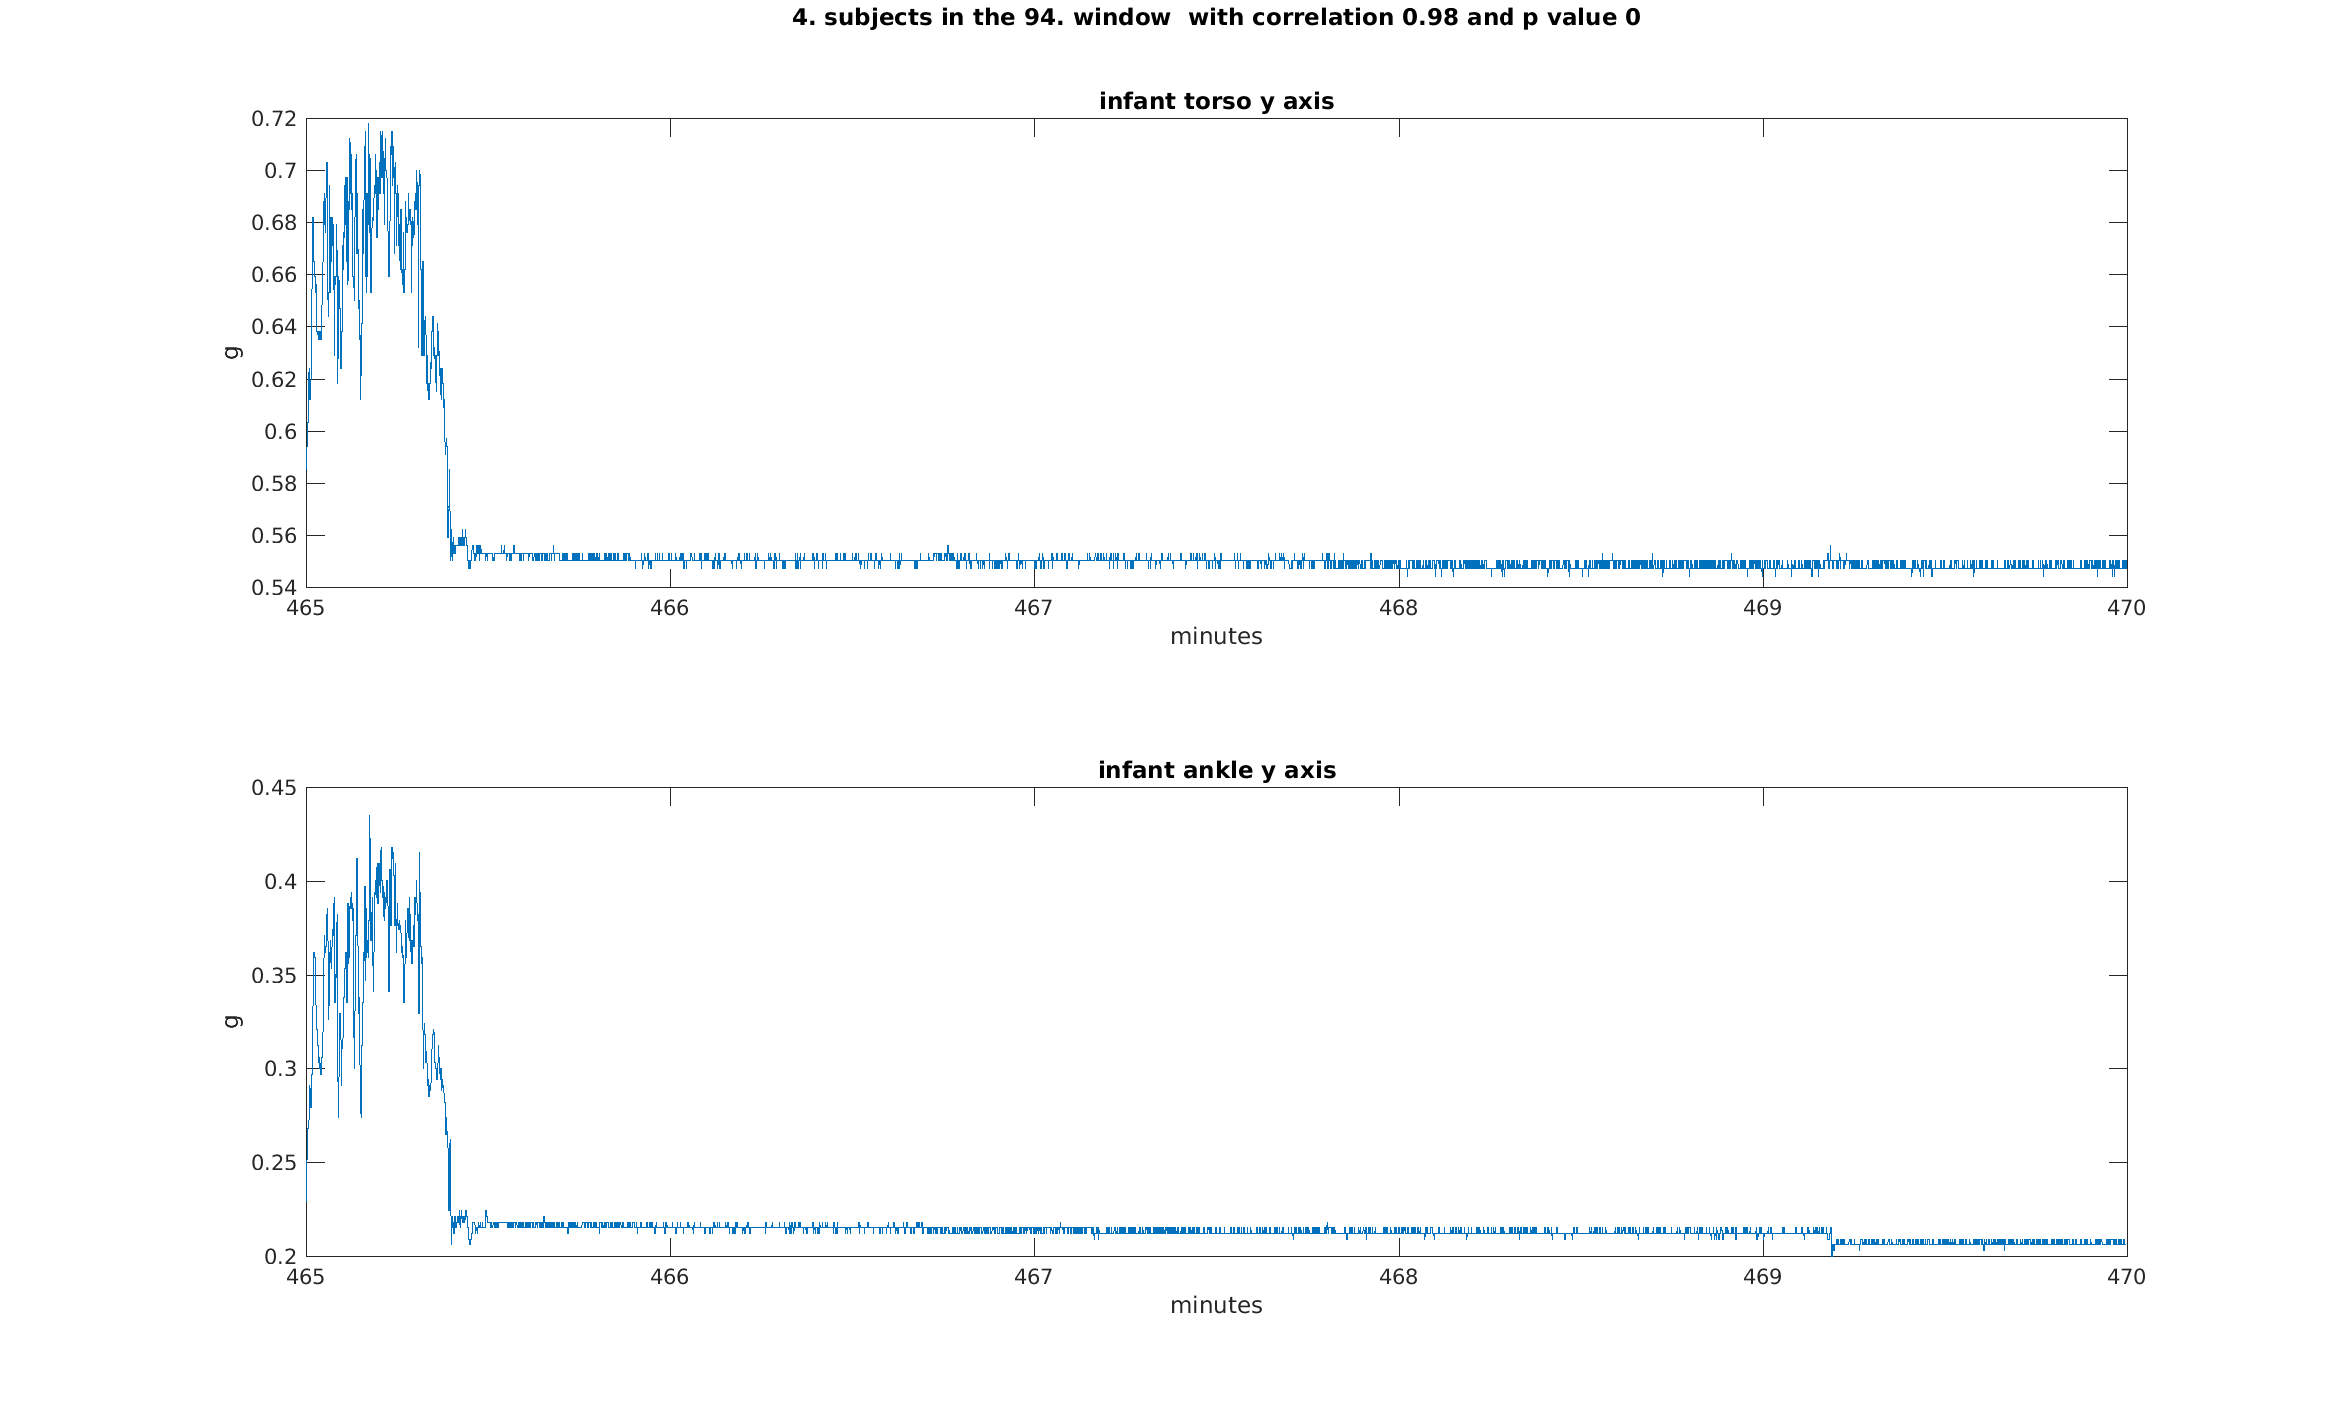 4. subjects in the 94. window  with correlation 0.98 and p value 0
infant torso y axis
0.72
0.7
0.68
0.66
0.64
0.62
0.6
0.58
0.56
0.54
g
465 466 467 468 469 470
minutes
infant ankle y axis
0.45
0.4
0.35
0.3
0.25
0.2
g
465 466 467 468 469 470
minutes